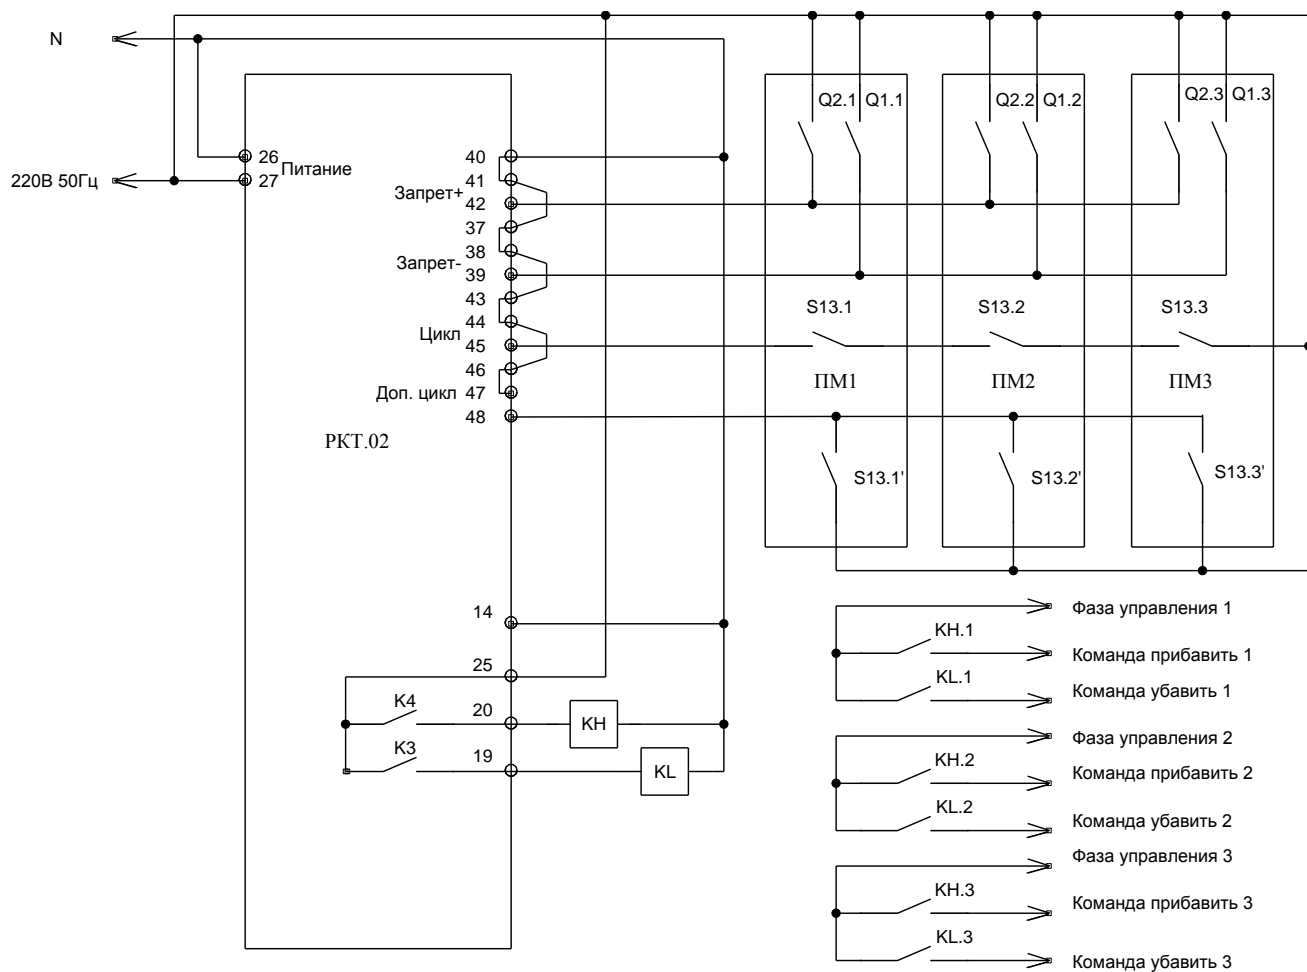 N
Q2.1 Q1.1
Q2.2 Q1.2
Q2.3 Q1.3
26
Питание
220В 50Гц
27
40
41
Запрет+
42
37
38
Запрет-
39
43
44
Цикл
45
46
Доп. цикл 47
48
S13.1
S13.2
S13.3
ПМ1
ПМ2
ПМ3
РКТ.02
S13.1'
S13.2'
S13.3'
14
25
K4
20
KH
K3
19
KL
Фаза управления 1
KH.1
Команда прибавить 1
KL.1
Команда убавить 1
Фаза управления 2
KH.2
Команда прибавить 2
KL.2
Команда убавить 2
Фаза управления 3
KH.3
Команда прибавить 3
KL.3
Команда убавить 3